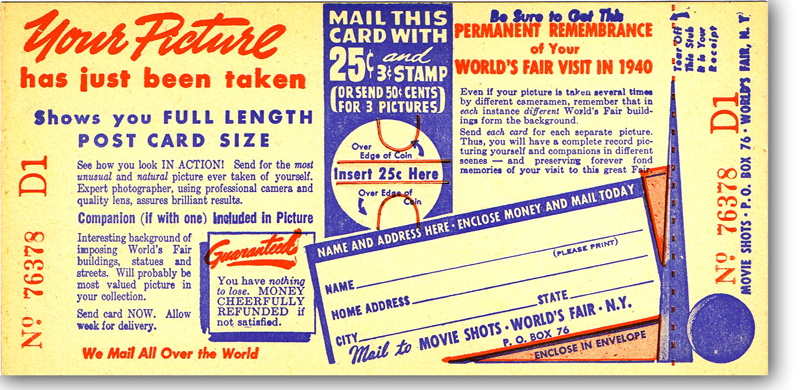 Nº 76378 D1
Your Picture
has just been taken
Shows you FULL LENGTH
POST CARD SIZE
See how you look IN ACTION! Send for the most
unusual and natural picture ever taken of yourself.
Expert photographer, using professional camera and
quality lens, assures brilliant results.
Companion (if with one) Included in Picture
Interesting background of
imposing World's Fair
buildings, statues and
streets. Will probably be
most valued picture in
your collection.
Send card NOW. Allow
week for delivery.
Guaranteed
You have nothing
to lose. MONEY
CHEERFULLY
REFUNDED if
not satisfied.
We Mail All Over the World
MAIL THIS
CARD WITH
25¢ and
3¢ STAMP
(OR SEND 50¢ CENTS)
FOR 3 PICTURES)
Over
Edge of Coin
Insert 25c Here
Over
Edge of
Coin
Be Sure to Get This
PERMANENT REMEMBRANCE
of Your
WORLD'S FAIR VISIT IN 1940
Even if your picture is taken several times
by different cameramen, remember that in
each instance different World's Fair build-
ings form the background.
Send each card for each separate picture.
Thus, you will have a complete record pic-
turing yourself and companions in different
scenes — and preserving forever fond
memories of your visit to this great Fair.
NAME AND ADDRESS HERE · ENCLOSE MONEY AND MAIL TODAY
(PLEASE PRINT)
NAME
HOME ADDRESS
CITY STATE
Mail to MOVIE SHOTS · WORLD'S FAIR · N.Y.
P. O. BOX 76
ENCLOSE IN ENVELOPE
Tear Off
This Stub
It is Your
Receipt
Nº 76378 D1
MOVIE SHOTS · P. O. BOX 76 · WORLD'S FAIR, N. Y.